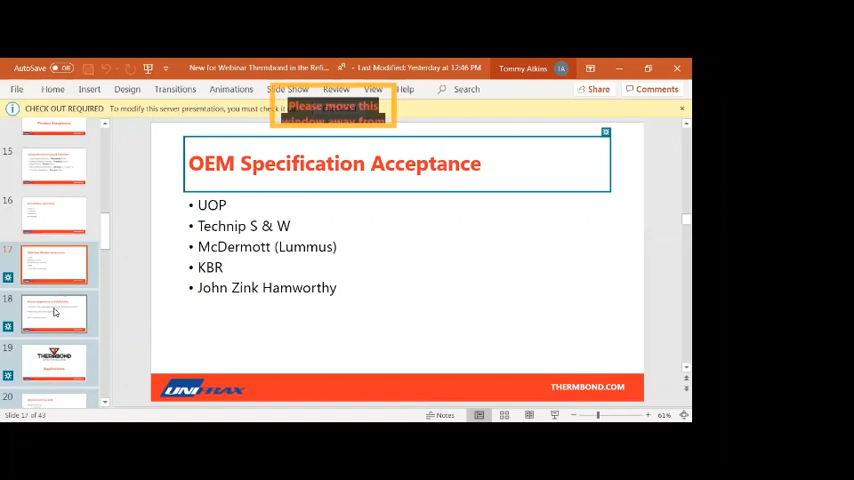 AutoSave Off
New for Webinar Thermbond in the Refi...
- Last Modified: Yesterday at 12:46 PM
Tommy Atkins
TA
File Home Insert Design Transitions Animations Slide Show Review View Help Search
Share Comments
CHECK OUT REQUIRED To modify this server presentation, you must check it
Please move this
window away from
15
16
17
18
19
THERMBOND
Applications
20
OEM Specification Acceptance
• UOP
• Technip S & W
• McDermott (Lummus)
• KBR
• John Zink Hamworthy
UNIFRAX
THERMBOND.COM
Slide 17 of 43
Notes
61%